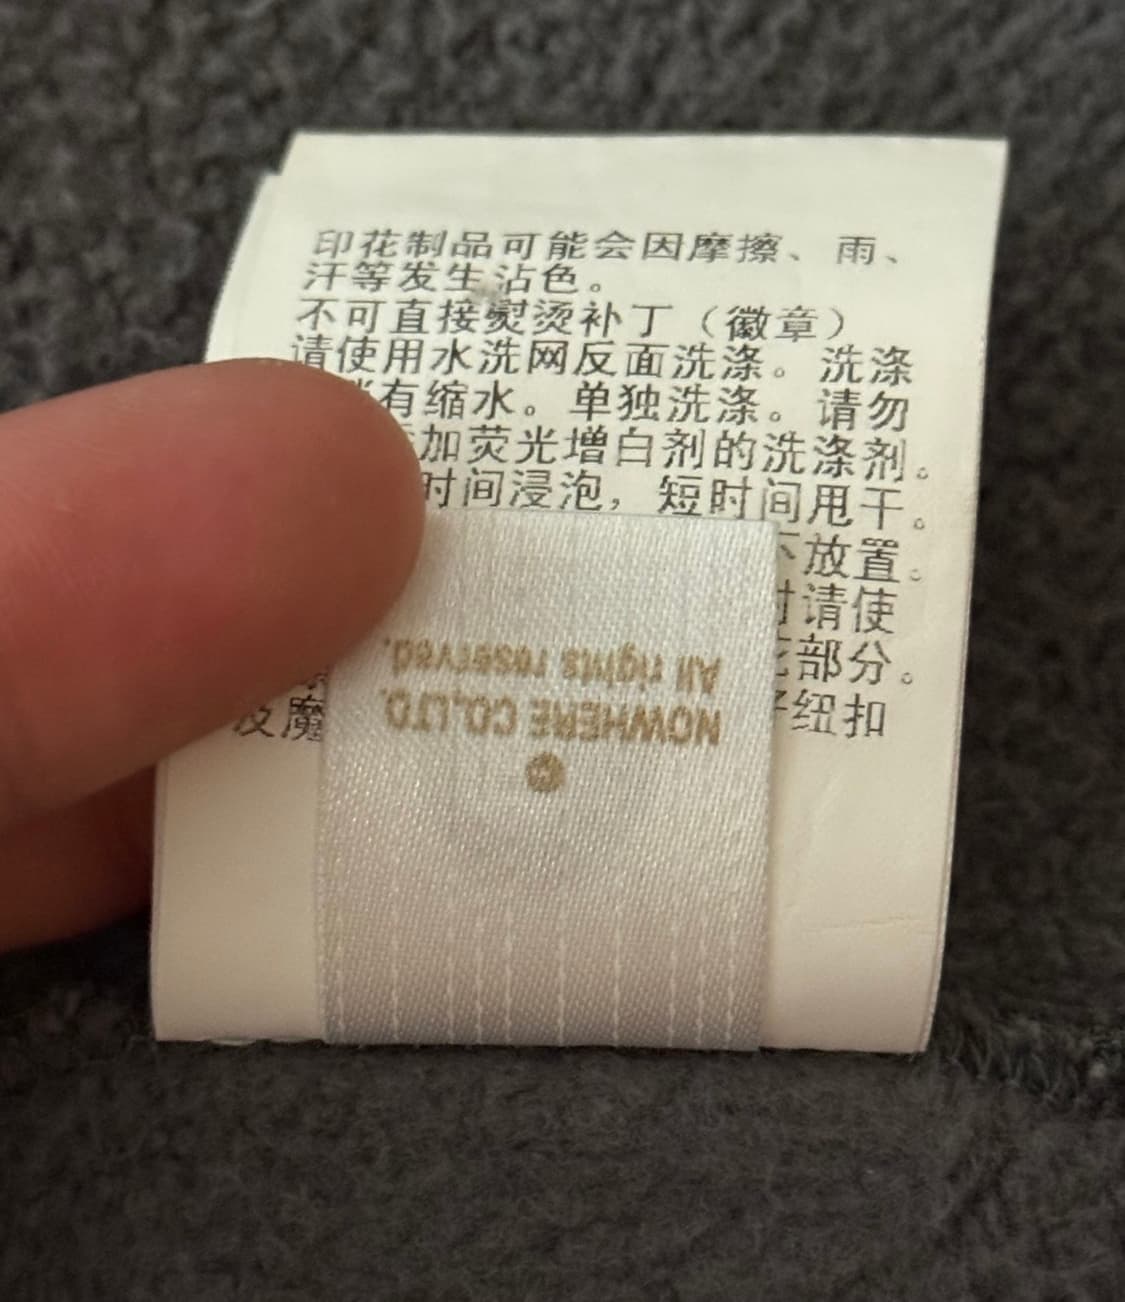 印花制品可能会因摩擦、雨、
汗等发生沾色。
不可直接熨烫补丁（徽章）
请使用水洗网反面洗涤。洗涤
有缩水。单独洗涤。请勿
加荧光增白剂的洗涤剂。
时间浸泡，短时间甩干。
放置。
请使
部分。
纽扣
及魔
NOWHERE CO.,LTD.
All rights reserved.